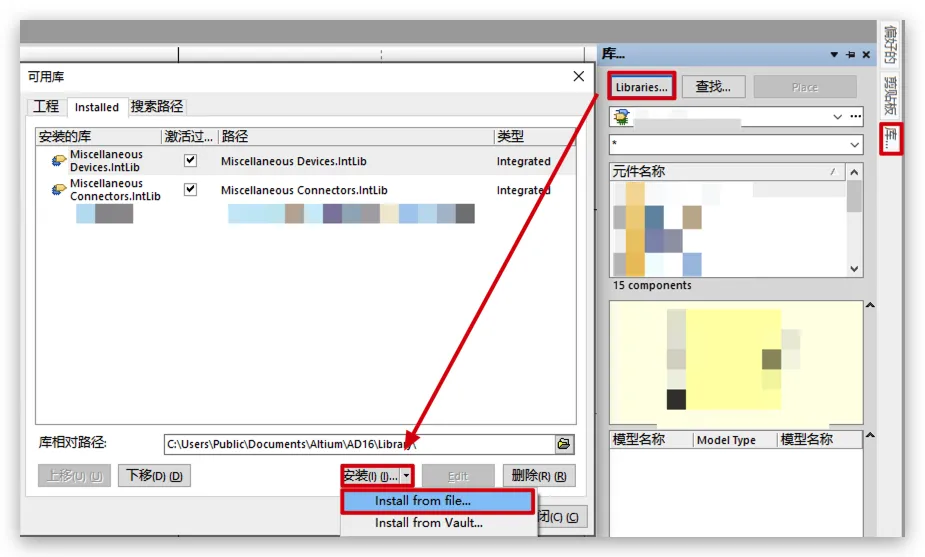 库...
偏好的
剪贴板
库...
可用库
工程
Installed
搜索路径
安装的库
激活过...
路径
类型
Miscellaneous
Devices.IntLib
Miscellaneous Devices.IntLib
Integrated
Miscellaneous
Connectors.IntLib
Miscellaneous Connectors.IntLib
Integrated
库相对路径:
C:\Users\Public\Documents\Altium\AD16\Library\
上移(U) (U)
下移(D) (D)
安装(I) (I)...
Edit
删除(R) (R)
Install from file...
Install from Vault...
闭(C) (C)
Libraries...
查找...
Place
...
*
元件名称
/
15 components
模型名称
Model Type
模型名称